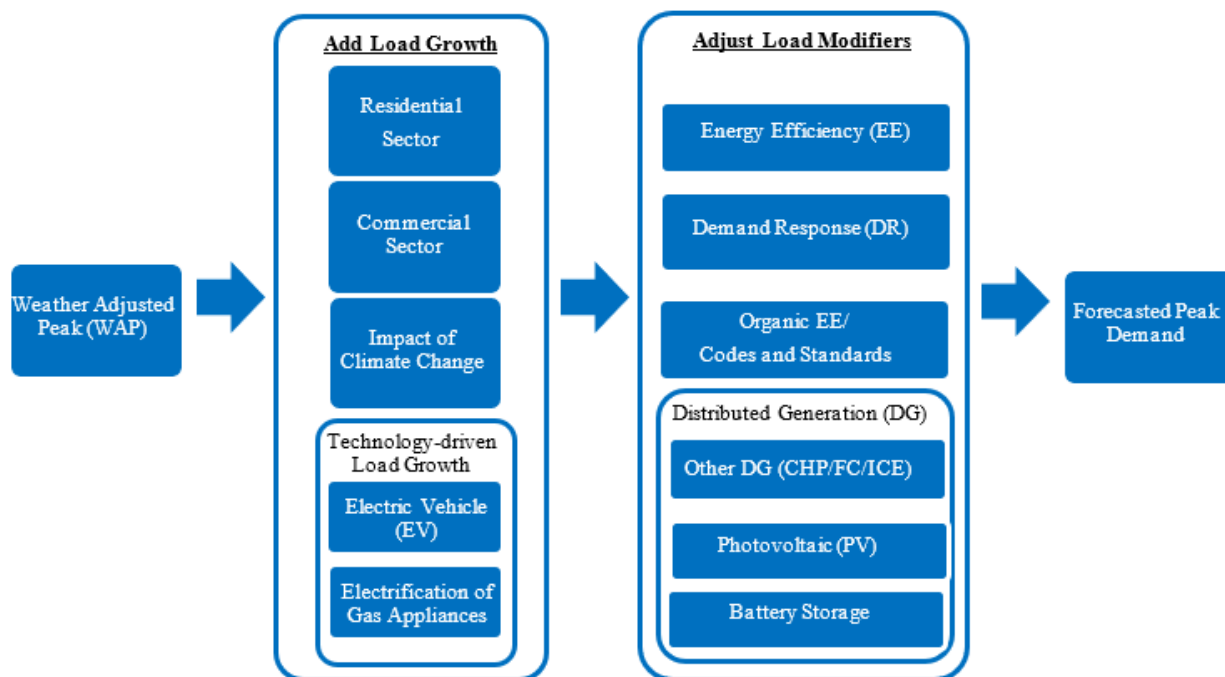 Weather Adjusted
Peak (WAP)
Add Load Growth
Residential
Sector
Commercial
Sector
Impact of
Climate Change
Technology-driven
Load Growth
Electric Vehicle
(EV)
Electrification of
Gas Appliances
Adjust Load Modifiers
Energy Efficiency (EE)
Demand Response (DR)
Organic EE/
Codes and Standards
Distributed Generation (DG)
Other DG (CHP/FC/ICE)
Photovoltaic (PV)
Battery Storage
Forecasted Peak
Demand